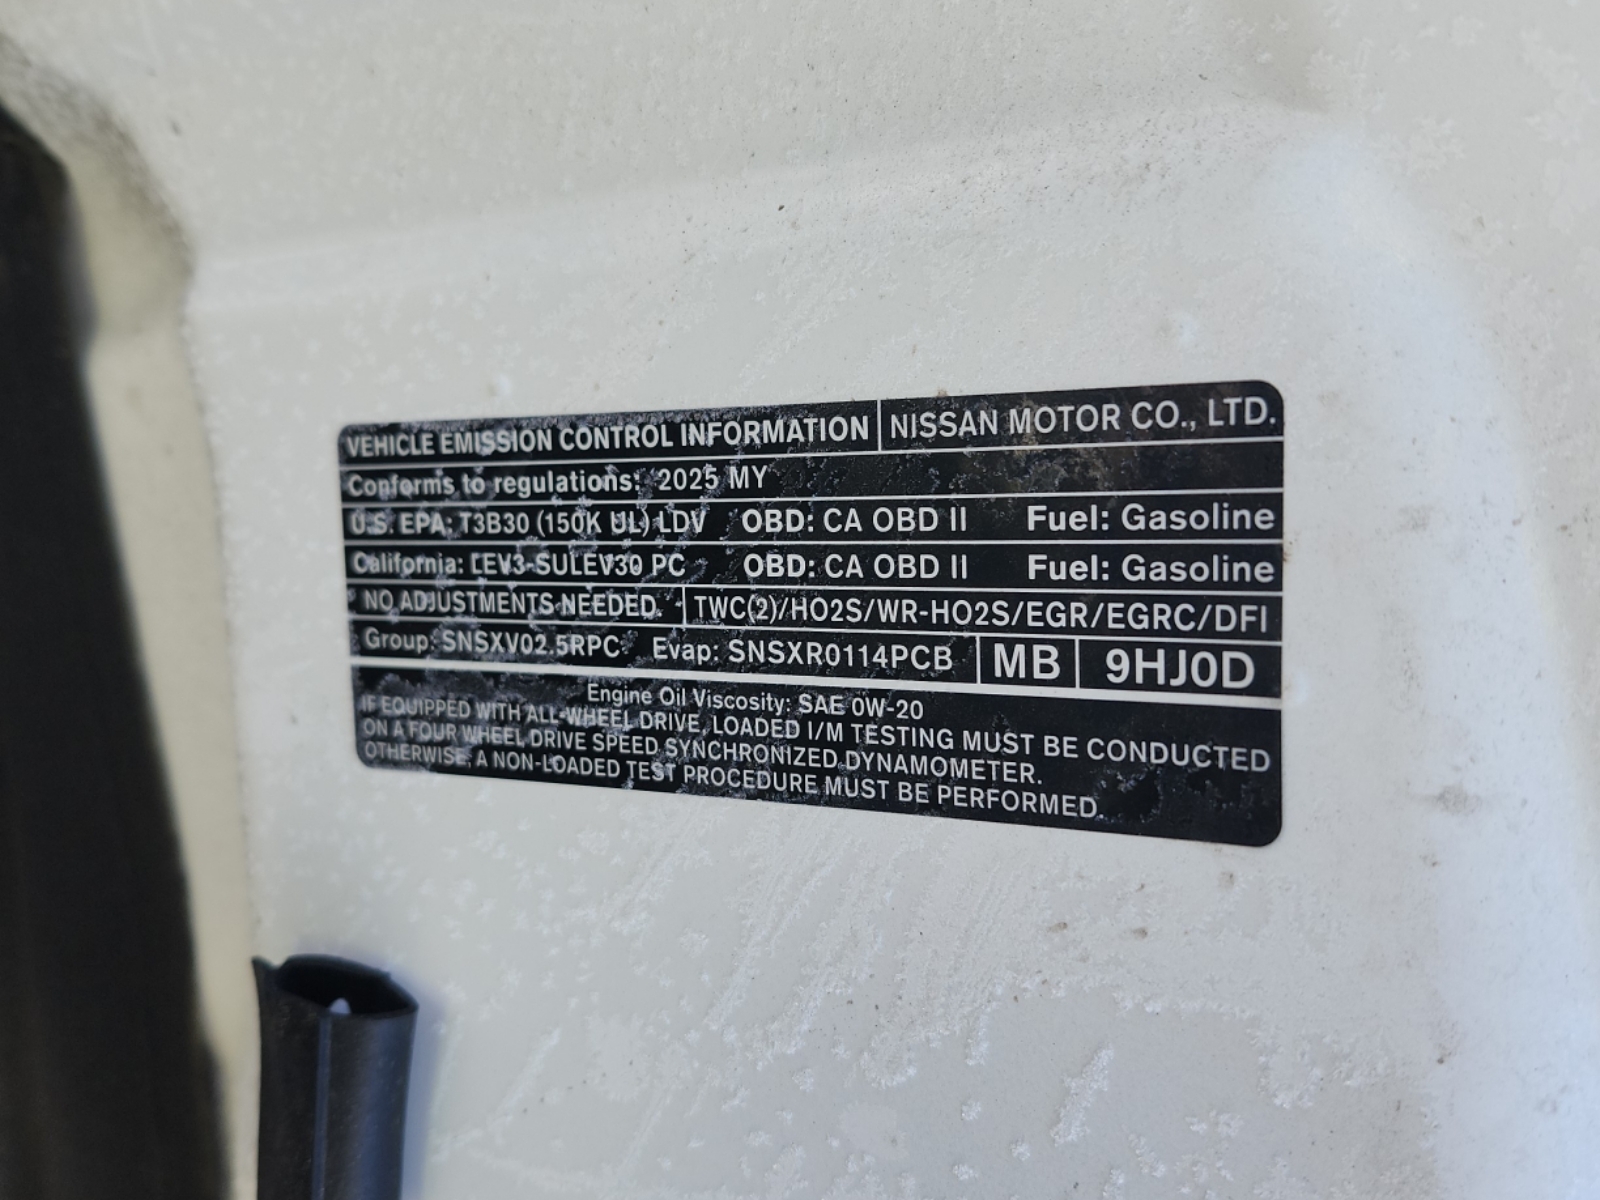 VEHICLE EMISSION CONTROL INFORMATION NISSAN MOTOR CO., LTD.
Conforms to regulations: 2025 MY
U.S. EPA: T3B30 (150K UL) LDV OBD: CA OBD II Fuel: Gasoline
California: LEV3-SULEV30 PC OBD: CA OBD II Fuel: Gasoline
NO ADJUSTMENTS NEEDED. TWC(2)/HO2S/WR-HO2S/EGR/EGRC/DFI
Group: SNSXV02.5RPC Evap: SNSXR0114PCB MB 9HJ0D
Engine Oil Viscosity: SAE 0W-20
IF EQUIPPED WITH ALL-WHEEL DRIVE, LOADED I/M TESTING MUST BE CONDUCTED
ON A FOUR WHEEL DRIVE SPEED SYNCHRONIZED DYNAMOMETER.
OTHERWISE, A NON-LOADED TEST PROCEDURE MUST BE PERFORMED.